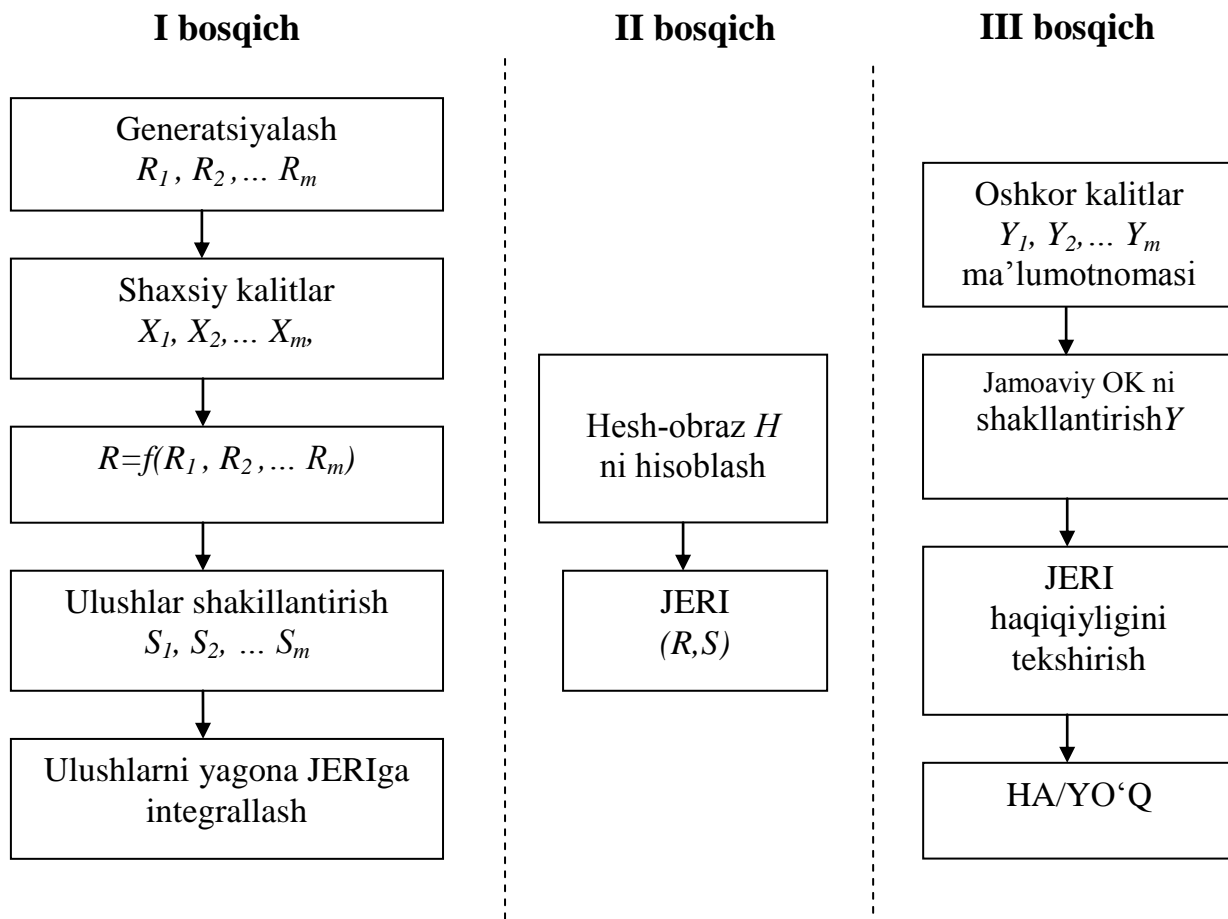 I bosqich
Generatsiyalash
R1 , R2 ,... Rm
Shaxsiy kalitlar
X1, X2,... Xm,
R=f(R1 , R2 ,... Rm)
Ulushlar shakillantirish
S1, S2, ... Sm
Ulushlarni yagona JERIga
integrallash
II bosqich
Hesh-obraz H
ni hisoblash
JERI
(R,S)
III bosqich
Oshkor kalitlar
Y1, Y2,... Ym
ma’lumotnomasi
Jamoaviy OK ni
shakllantirishY
JERI
haqiqiyligini
tekshirish
HA/YO‘Q